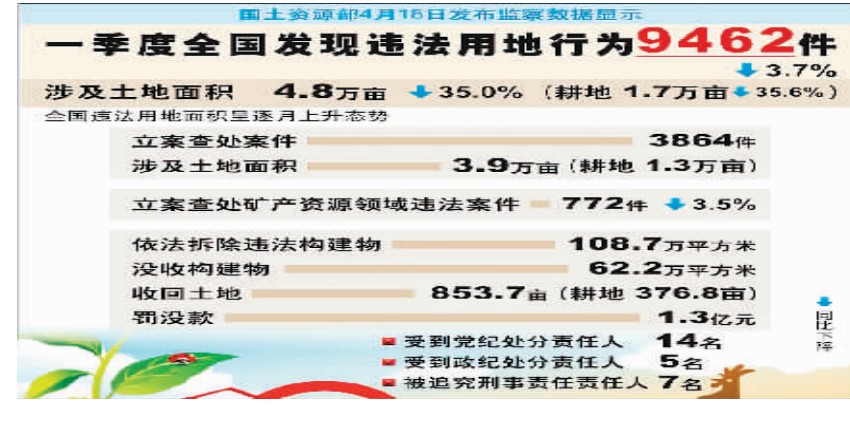 国土资源部4月18日发布监察数据显示
一季度全国发现违法用地行为9462件
3.7%
涉及土地面积 4.8万亩 35.0% (耕地 1.7万亩 35.6%)
全国违法用地面积呈逐月上升态势
立案查处案件 3864件
涉及土地面积 3.9万亩 (耕地 1.3万亩)
立案查处矿产资源领域违法案件 772件 3.5%
依法拆除违法构建物 108.7万平方米
没收构建物 62.2万平方米
收回土地 853.7亩 (耕地 376.8亩)
罚没款 1.3亿元
同比下降
受到党纪处分责任人 14名
受到政纪处分责任人 5名
被追究刑事责任责任人 7名